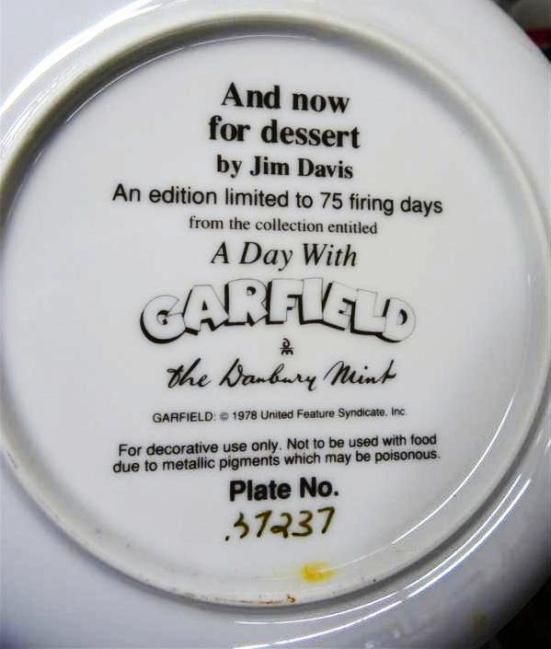 And now
for dessert
by Jim Davis
An edition limited to 75 firing days
from the collection entitled
A Day With
GARFIELD
DM
The Danbury Mint
GARFIELD: © 1978 United Feature Syndicate, Inc.
For decorative use only. Not to be used with food
due to metallic pigments which may be poisonous.
Plate No.
.37237